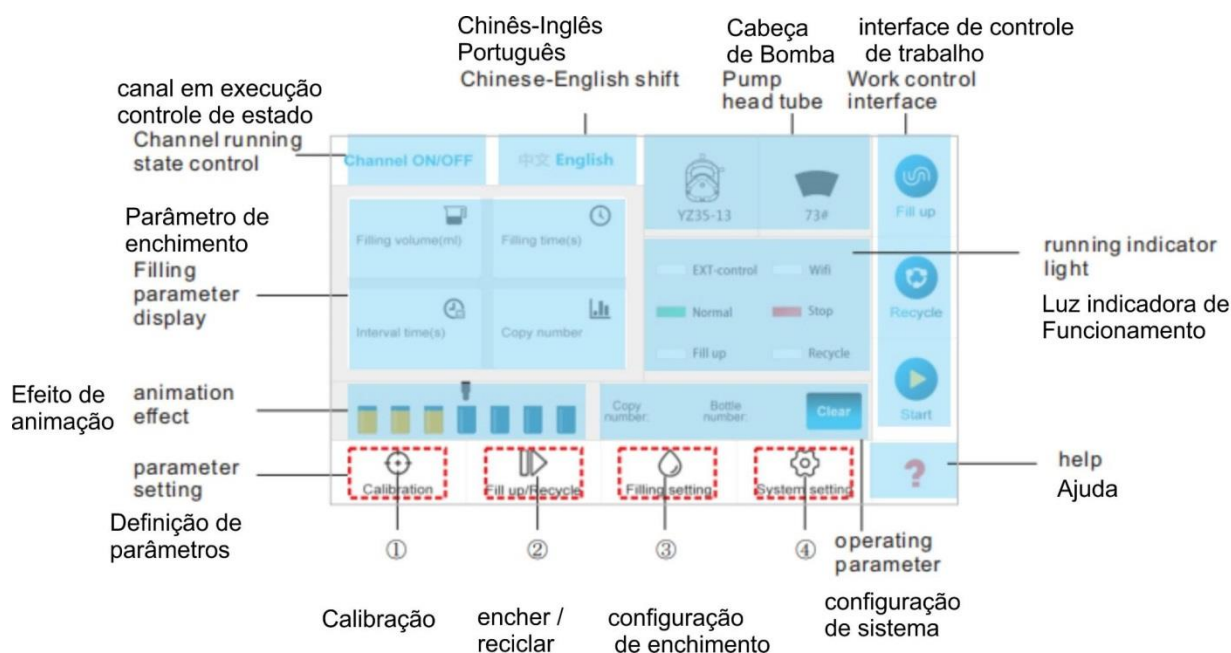 Chinês-Inglês
Português
Chinese-English shift
Cabeça
de Bomba
Pump
head tube
interface de controle
de trabalho
Work control
interface
canal em execução
controle de estado
Channel running
state control
Channel ON/OFF
中文 English
YZ35-13
73#
Fill up
Parâmetro de
enchimento
Filling
parameter
display
Filling volume(ml)
Filling time(s)
Interval time(s)
Copy number
EXT-control
Wifi
Normal
Stop
Fill up
Recycle
Recycle
running indicator
light
Luz indicadora de
Funcionamento
Efeito de
animação
animation
effect
Copy
number:
Bottle
number:
Clear
Start
parameter
setting
Definição de
parâmetros
Calibration
Fill up/Recycle
Filling setting
System setting
?
help
Ajuda
①
②
③
④
operating
parameter
Calibração
encher /
reciclar
configuração
de enchimento
configuração
de sistema